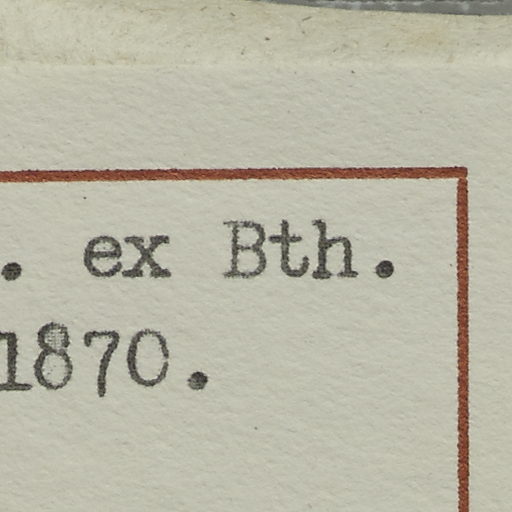 . ex Bth.
1870.